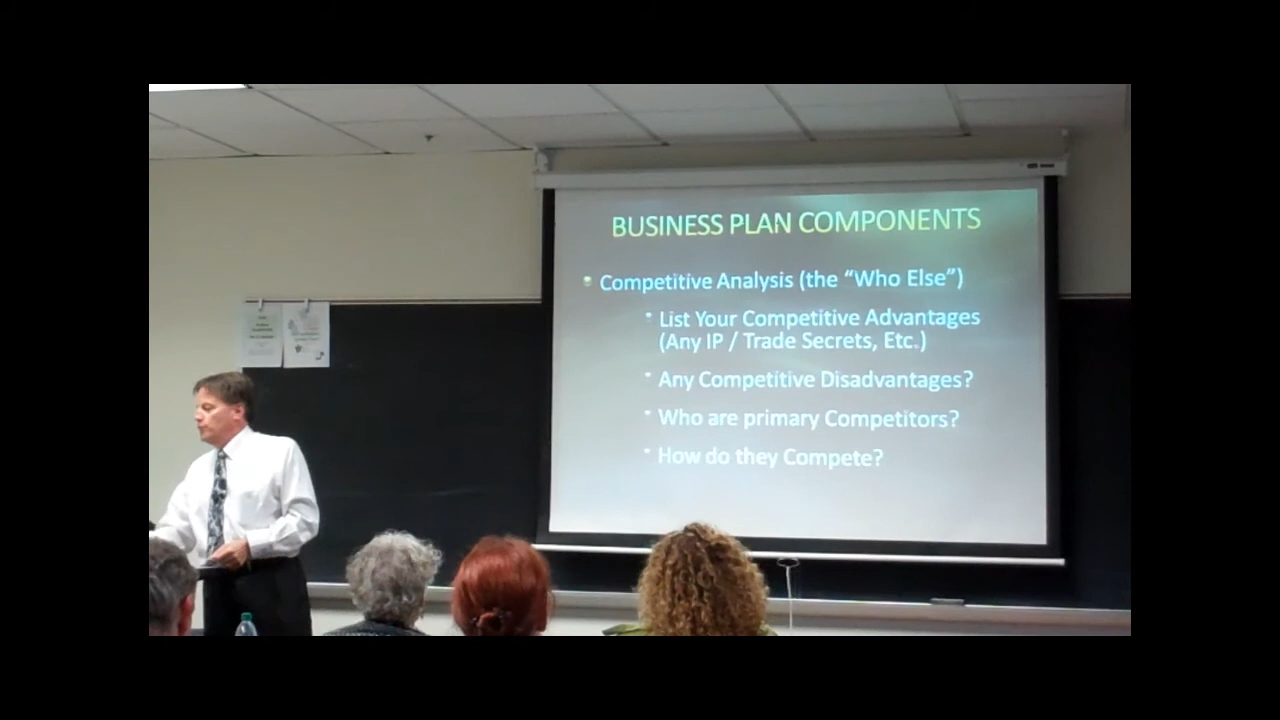 BUSINESS PLAN COMPONENTS
Competitive Analysis (the “Who Else”)
List Your Competitive Advantages
(Any IP / Trade Secrets, Etc.)
Any Competitive Disadvantages?
Who are primary Competitors?
How do they Compete?